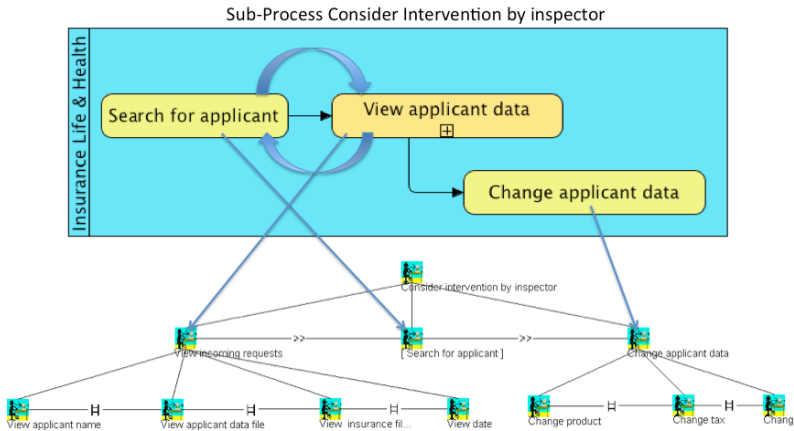 Sub-Process Consider Intervention by inspector
Insurance Life & Health
Search for applicant
View applicant data
Change applicant data
Consider intervention by inspector
View incoming requests
>>
[ Search for applicant ]
>>
Change applicant data
View applicant name
View applicant data file
View insurance fil...
View date
Change product
Change tax
Chang